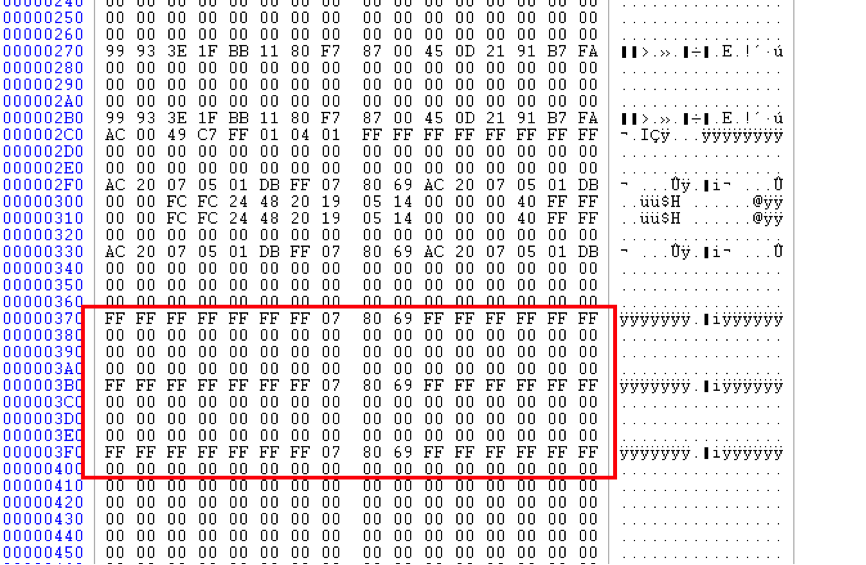 00000240 00 00 00 00 00 00 00 00 00 00 00 00 00 00 00 00 ................
00000250 00 00 00 00 00 00 00 00 00 00 00 00 00 00 00 00 ................
00000260 00 00 00 00 00 00 00 00 00 00 00 00 00 00 00 00 ................
00000270 99 93 3E 1F BB 11 80 F7 87 00 45 0D 21 91 B7 FA ▌▌>.».▌÷▌.E.!´·ú
00000280 00 00 00 00 00 00 00 00 00 00 00 00 00 00 00 00 ................
00000290 00 00 00 00 00 00 00 00 00 00 00 00 00 00 00 00 ................
000002A0 00 00 00 00 00 00 00 00 00 00 00 00 00 00 00 00 ................
000002B0 99 93 3E 1F BB 11 80 F7 87 00 45 0D 21 91 B7 FA ▌▌>.».▌÷▌.E.!´·ú
000002C0 AC 00 49 C7 FF 01 04 01 FF FF FF FF FF FF FF FF ¬.IÇÿ...ÿÿÿÿÿÿÿÿ
000002D0 00 00 00 00 00 00 00 00 00 00 00 00 00 00 00 00 ................
000002E0 00 00 00 00 00 00 00 00 00 00 00 00 00 00 00 00 ................
000002F0 AC 20 07 05 01 DB FF 07 80 69 AC 20 07 05 01 DB ¬ ...Ûÿ.▌i¬ ...Û
00000300 00 00 FC FC 24 48 20 19 05 14 00 00 00 40 FF FF ..üü$H ......@ÿÿ
00000310 00 00 FC FC 24 48 20 19 05 14 00 00 00 40 FF FF ..üü$H ......@ÿÿ
00000320 00 00 00 00 00 00 00 00 00 00 00 00 00 00 00 00 ................
00000330 AC 20 07 05 01 DB FF 07 80 69 AC 20 07 05 01 DB ¬ ...Ûÿ.▌i¬ ...Û
00000340 00 00 00 00 00 00 00 00 00 00 00 00 00 00 00 00 ................
00000350 00 00 00 00 00 00 00 00 00 00 00 00 00 00 00 00 ................
00000360 00 00 00 00 00 00 00 00 00 00 00 00 00 00 00 00 ................
00000370 FF FF FF FF FF FF FF 07 80 69 FF FF FF FF FF FF ÿÿÿÿÿÿÿ.▌iÿÿÿÿÿÿ
00000380 00 00 00 00 00 00 00 00 00 00 00 00 00 00 00 00 ................
00000390 00 00 00 00 00 00 00 00 00 00 00 00 00 00 00 00 ................
000003A0 00 00 00 00 00 00 00 00 00 00 00 00 00 00 00 00 ................
000003B0 FF FF FF FF FF FF FF 07 80 69 FF FF FF FF FF FF ÿÿÿÿÿÿÿ.▌iÿÿÿÿÿÿ
000003C0 00 00 00 00 00 00 00 00 00 00 00 00 00 00 00 00 ................
000003D0 00 00 00 00 00 00 00 00 00 00 00 00 00 00 00 00 ................
000003E0 00 00 00 00 00 00 00 00 00 00 00 00 00 00 00 00 ................
000003F0 FF FF FF FF FF FF FF 07 80 69 FF FF FF FF FF FF ÿÿÿÿÿÿÿ.▌iÿÿÿÿÿÿ
00000400 00 00 00 00 00 00 00 00 00 00 00 00 00 00 00 00 ................
00000410 00 00 00 00 00 00 00 00 00 00 00 00 00 00 00 00 ................
00000420 00 00 00 00 00 00 00 00 00 00 00 00 00 00 00 00 ................
00000430 00 00 00 00 00 00 00 00 00 00 00 00 00 00 00 00 ................
00000440 00 00 00 00 00 00 00 00 00 00 00 00 00 00 00 00 ................
00000450 00 00 00 00 00 00 00 00 00 00 00 00 00 00 00 00 ................